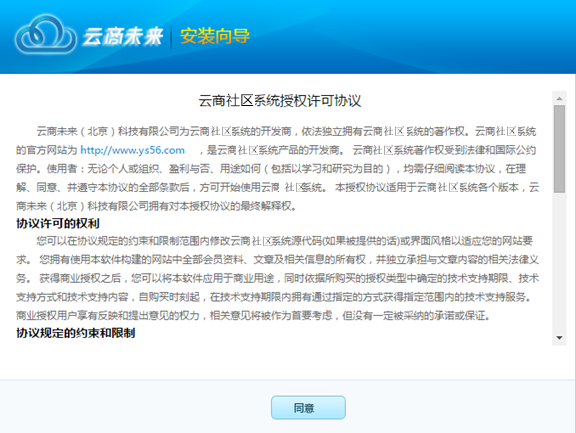 云商未来 安装向导
云商社区系统授权许可协议
云商未来（北京）科技有限公司为云商社区系统的开发商，依法独立拥有云商社区系统的著作权。云商社区系统
的官方网站为 http://www.ys56.com ，是云商社区系统产品的开发商。 云商社区系统著作权受到法律和国际公约
保护。使用者：无论个人或组织、盈利与否、用途如何（包括以学习和研究为目的），均需仔细阅读本协议，在理
解、同意、并遵守本协议的全部条款后，方可开始使用云商 社区系统。 本授权协议适用于云商社区系统各个版本，云
商未来（北京）科技有限公司拥有对本授权协议的最终解释权。
协议许可的权利
您可以在协议规定的约束和限制范围内修改云商社区系统源代码(如果被提供的话)或界面风格以适应您的网站要
求。 您拥有使用本软件构建的网站中全部会员资料、文章及相关信息的所有权，并独立承担与文章内容的相关法律义
务。 获得商业授权之后，您可以将本软件应用于商业用途，同时依据所购买的授权类型中确定的技术支持期限、技术
支持方式和技术支持内容，自购买时刻起，在技术支持期限内拥有通过指定的方式获得指定范围内的技术支持服务。
商业授权用户享有反映和提出意见的权力，相关意见将被作为首要考虑，但没有一定被采纳的承诺或保证。
协议规定的约束和限制
同意